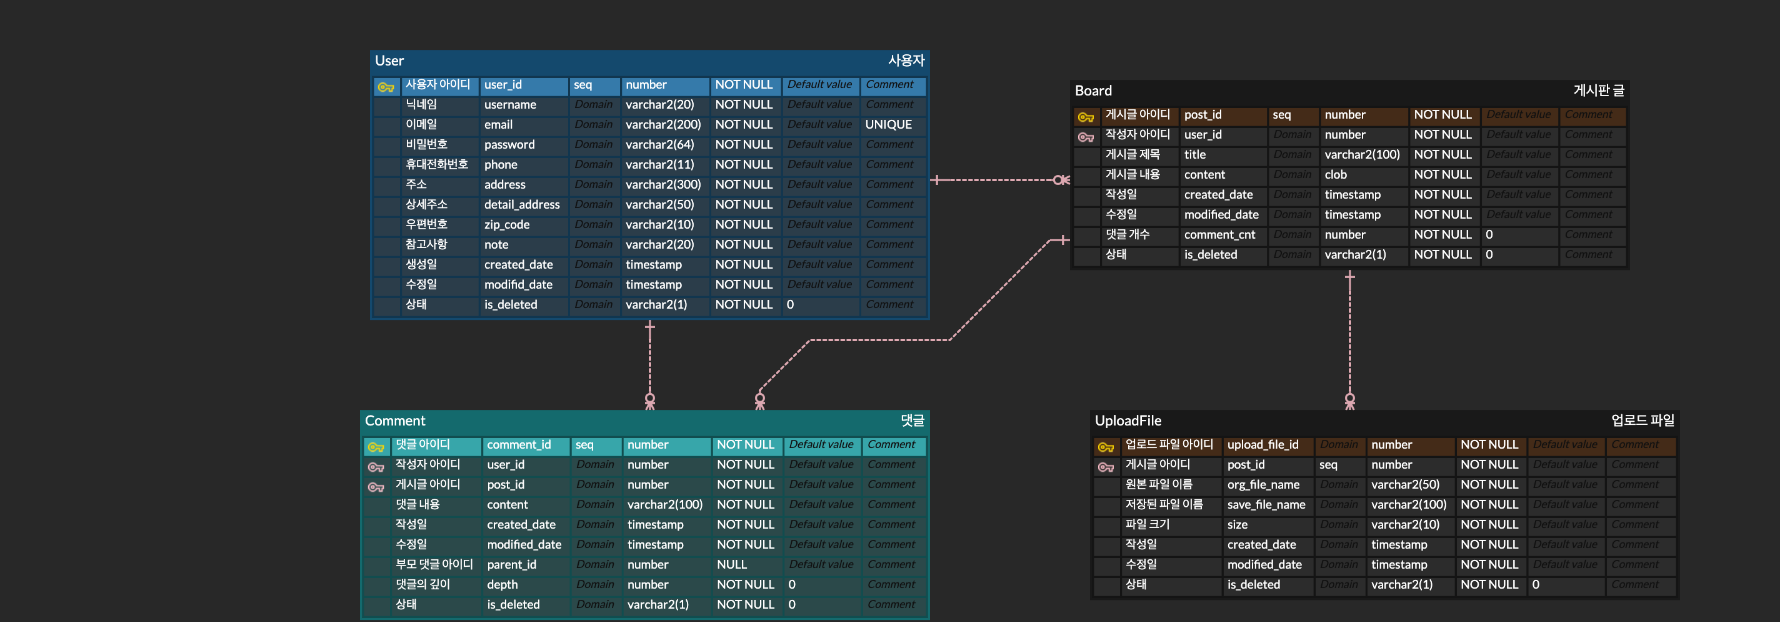 User 사용자
사용자 아이디 user_id seq number NOT NULL Default value Comment
닉네임 username Domain varchar2(20) NOT NULL Default value Comment
이메일 email Domain varchar2(200) NOT NULL Default value UNIQUE
비밀번호 password Domain varchar2(64) NOT NULL Default value Comment
휴대전화번호 phone Domain varchar2(11) NOT NULL Default value Comment
주소 address Domain varchar2(300) NOT NULL Default value Comment
상세주소 detail_address Domain varchar2(50) NOT NULL Default value Comment
우편번호 zip_code Domain varchar2(10) NOT NULL Default value Comment
참고사항 note Domain varchar2(20) NOT NULL Default value Comment
생성일 created_date Domain timestamp NOT NULL Default value Comment
수정일 modifid_date Domain timestamp NOT NULL Default value Comment
상태 is_deleted Domain varchar2(1) NOT NULL 0 Comment
Board 게시판 글
게시글 아이디 post_id seq number NOT NULL Default value Comment
작성자 아이디 user_id Domain number NOT NULL Default value Comment
게시글 제목 title Domain varchar2(100) NOT NULL Default value Comment
게시글 내용 content Domain clob NOT NULL Default value Comment
작성일 created_date Domain timestamp NOT NULL Default value Comment
수정일 modified_date Domain timestamp NOT NULL Default value Comment
댓글 개수 comment_cnt Domain number NOT NULL 0 Comment
상태 is_deleted Domain varchar2(1) NOT NULL 0 Comment
Comment 댓글
댓글 아이디 comment_id seq number NOT NULL Default value Comment
작성자 아이디 user_id Domain number NOT NULL Default value Comment
게시글 아이디 post_id Domain number NOT NULL Default value Comment
댓글 내용 content Domain varchar2(100) NOT NULL Default value Comment
작성일 created_date Domain timestamp NOT NULL Default value Comment
수정일 modified_date Domain timestamp NOT NULL Default value Comment
부모 댓글 아이디 parent_id Domain number NULL Default value Comment
댓글의 깊이 depth Domain number NOT NULL 0 Comment
상태 is_deleted Domain varchar2(1) NOT NULL 0 Comment
UploadFile 업로드 파일
업로드 파일 아이디 upload_file_id Domain number NOT NULL Default value Comment
게시글 아이디 post_id seq number NOT NULL Default value Comment
원본 파일 이름 org_file_name Domain varchar2(50) NOT NULL Default value Comment
저장된 파일 이름 save_file_name Domain varchar2(100) NOT NULL Default value Comment
파일 크기 size Domain varchar2(10) NOT NULL Default value Comment
작성일 created_date Domain timestamp NOT NULL Default value Comment
수정일 modified_date Domain timestamp NOT NULL Default value Comment
상태 is_deleted Domain varchar2(1) NOT NULL 0 Comment